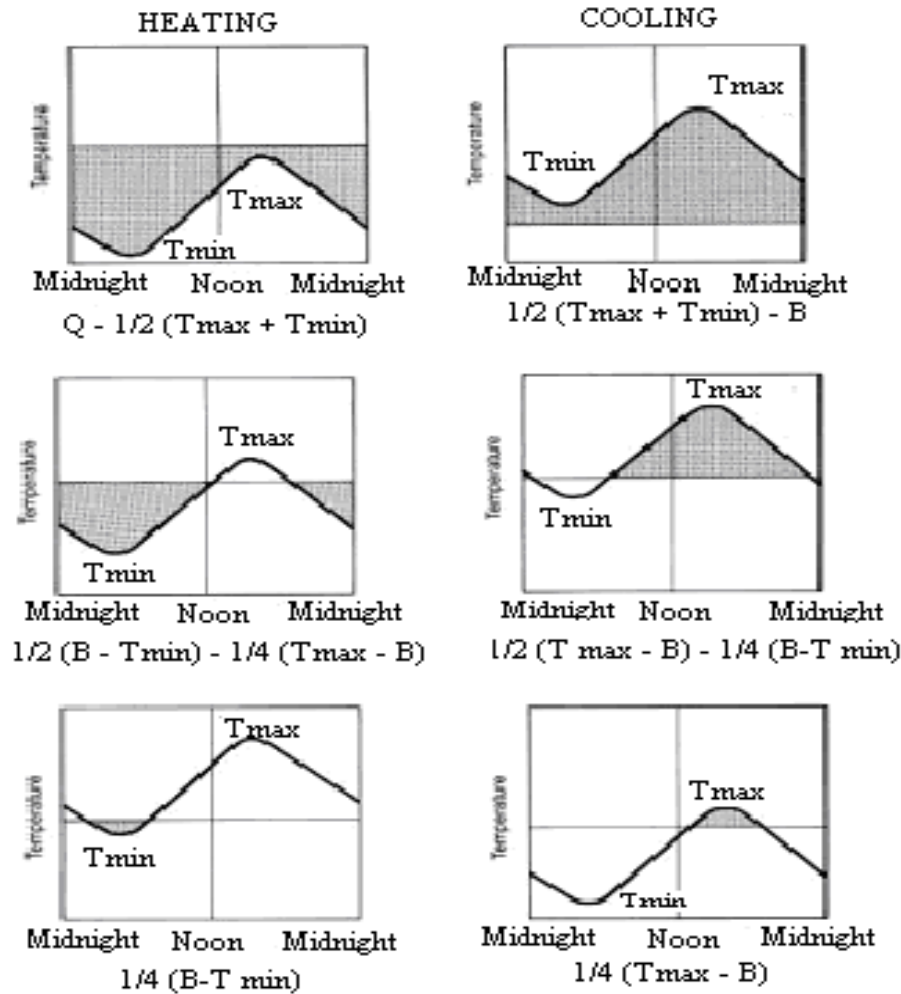 HEATING
COOLING
Temperature
Tmax
Tmin
Midnight Noon Midnight
Q - 1/2 (Tmax + Tmin)
Temperature
Tmax
Tmin
Midnight Noon Midnight
1/2 (Tmax + Tmin) - B
Temperature
Tmax
Tmin
Midnight Noon Midnight
1/2 (B - Tmin) - 1/4 (Tmax - B)
Temperature
Tmax
Tmin
Midnight Noon Midnight
1/2 (T max - B) - 1/4 (B-T min)
Temperature
Tmax
Tmin
Midnight Noon Midnight
1/4 (B-T min)
Temperature
Tmax
Tmin
Midnight Noon Midnight
1/4 (Tmax - B)